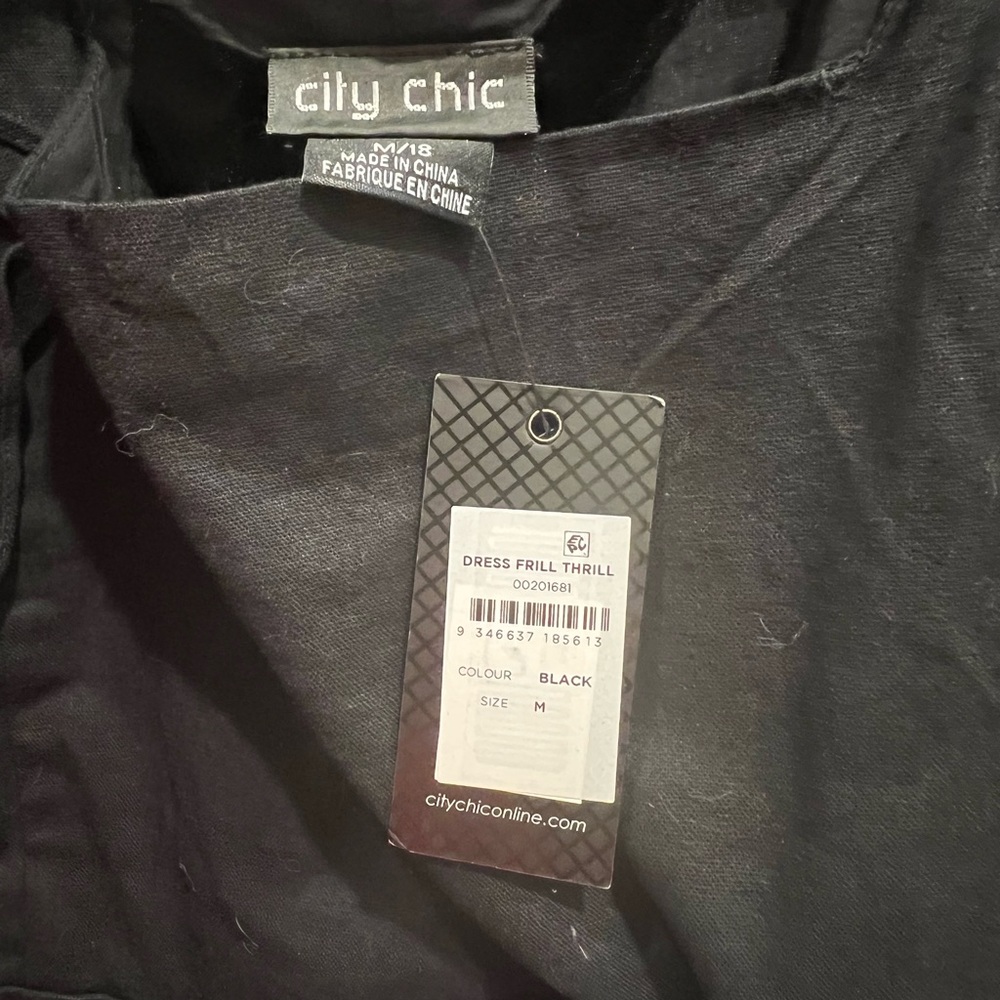 city chic
M/18
MADE IN CHINA
FABRIQUE EN CHINE
DRESS FRILL THRILL
00201681
9 346637 185613
COLOUR BLACK
SIZE M
citychiconline.com